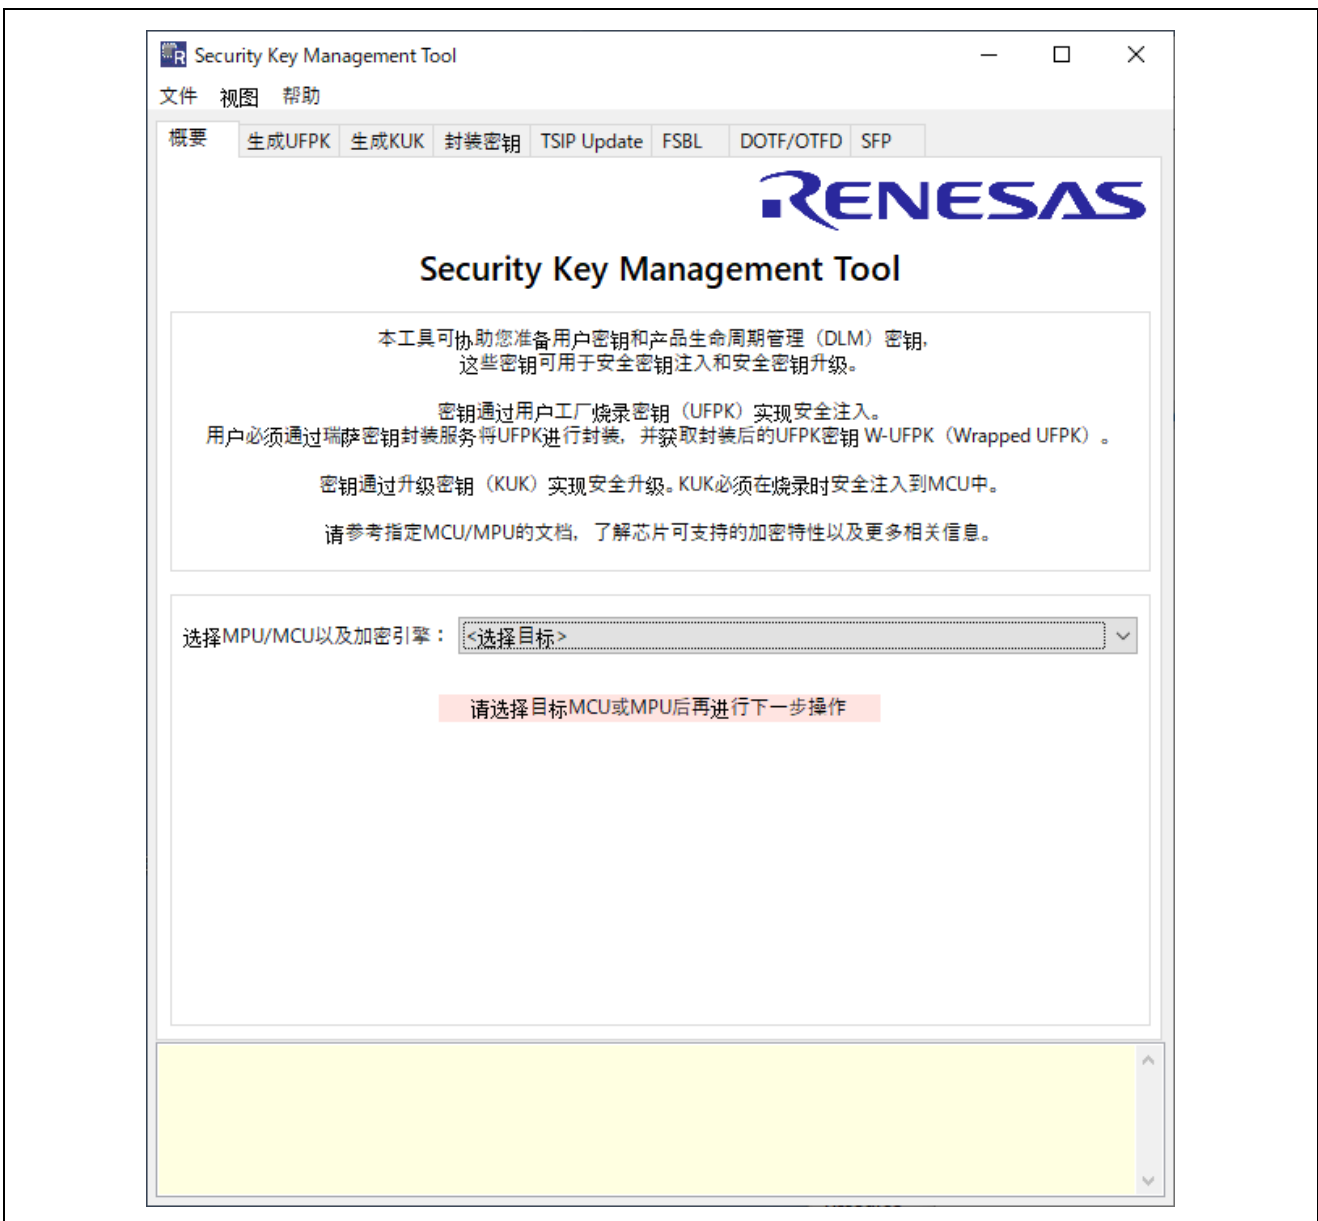 Security Key Management Tool
文件 视图 帮助
概要 生成UFPK 生成KUK 封装密钥 TSIP Update FSBL DOTF/OTFD SFP
RENESAS
Security Key Management Tool
本工具可协助您准备用户密钥和产品生命周期管理（DLM）密钥，
这些密钥可用于安全密钥注入和安全密钥升级。
密钥通过用户工厂烧录密钥（UFPK）实现安全注入。
用户必须通过瑞萨密钥封装服务将UFPK进行封装，并获取封装后的UFPK密钥 W-UFPK（Wrapped UFPK）。
密钥通过升级密钥（KUK）实现安全升级。KUK必须在烧录时安全注入到MCU中。
请参考指定MCU/MPU的文档，了解芯片可支持的加密特性以及更多相关信息。
选择MPU/MCU以及加密引擎： <选择目标>
请选择目标MCU或MPU后再进行下一步操作